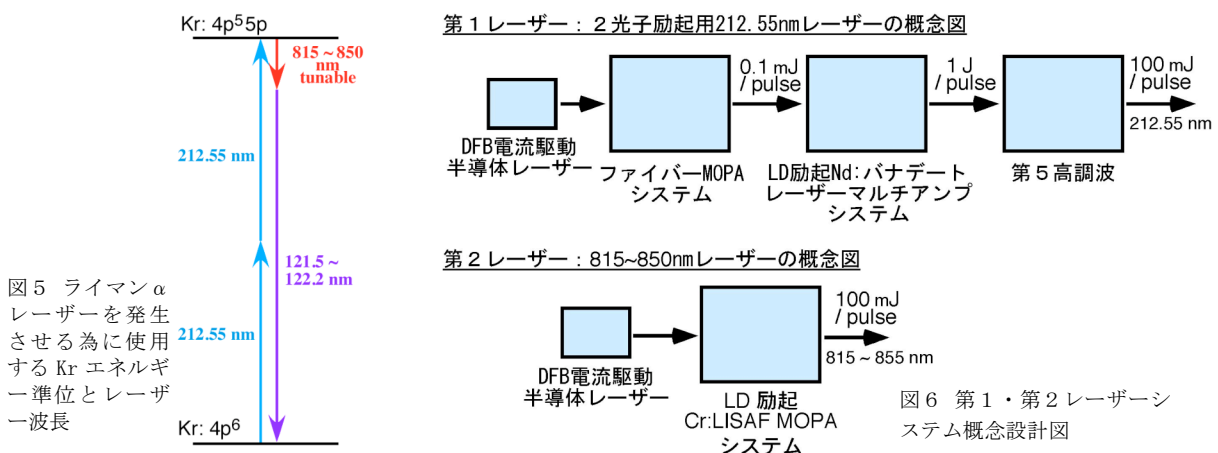 Kr: 4p⁵5p
815 ~ 850
nm
tunable
212.55 nm
121.5 ~
122.2 nm
212.55 nm
Kr: 4p⁶
図５ ライマンα
レーザーを発生
させる為に使用
する Kr エネルギ
ー準位とレーザ
ー波長
第１レーザー：２光子励起用212.55nmレーザーの概念図
DFB電流駆動
半導体レーザー
ファイバーMOPA
システム
0.1 mJ
/ pulse
LD励起Nd:バナデート
レーザーマルチアンプ
システム
1 J
/ pulse
第５高調波
100 mJ
/ pulse
212.55 nm
第２レーザー：815~850nmレーザーの概念図
DFB電流駆動
半導体レーザー
LD 励起
Cr:LISAF MOPA
システム
100 mJ
/ pulse
815 ~ 855 nm
図６ 第１・第２レーザーシ
ステム概念設計図